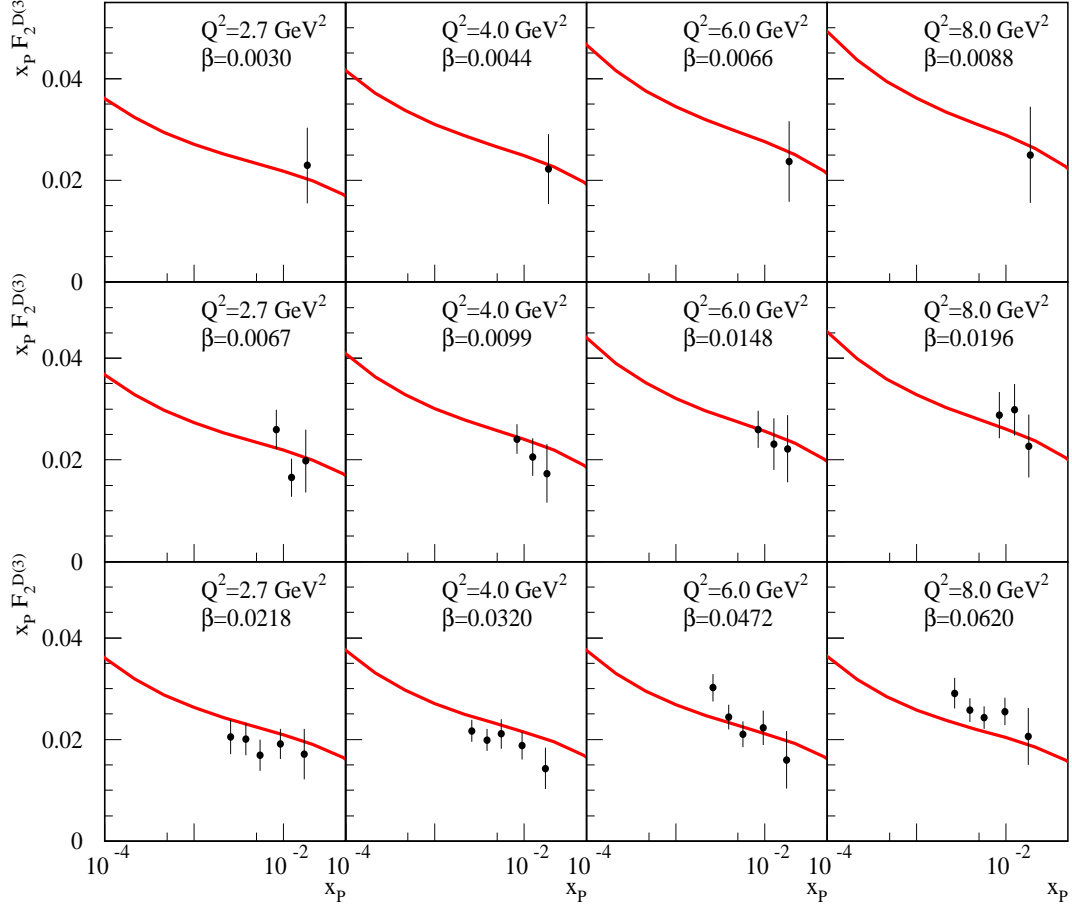 x_P F_2^D(3)
0.04
0.02
0
Q^2=2.7 GeV^2
β=0.0030
Q^2=4.0 GeV^2
β=0.0044
Q^2=6.0 GeV^2
β=0.0066
Q^2=8.0 GeV^2
β=0.0088
x_P F_2^D(3)
0.04
0.02
0
Q^2=2.7 GeV^2
β=0.0067
Q^2=4.0 GeV^2
β=0.0099
Q^2=6.0 GeV^2
β=0.0148
Q^2=8.0 GeV^2
β=0.0196
x_P F_2^D(3)
0.04
0.02
0
Q^2=2.7 GeV^2
β=0.0218
Q^2=4.0 GeV^2
β=0.0320
Q^2=6.0 GeV^2
β=0.0472
Q^2=8.0 GeV^2
β=0.0620
10^-4 10^-2 10^-4 10^-2 10^-4 10^-2 10^-4 10^-2
x_P x_P x_P x_P